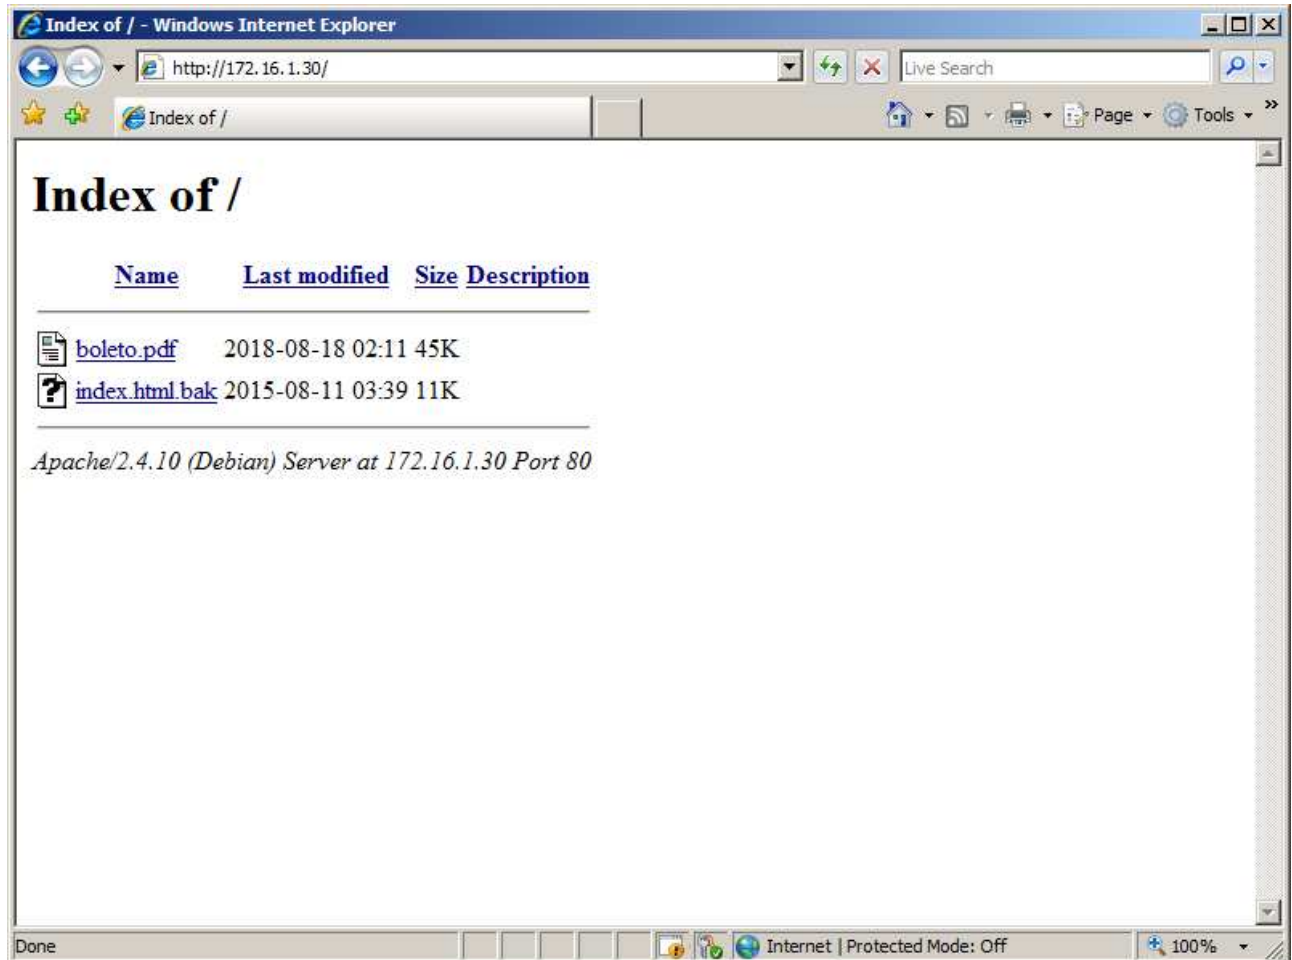 Index of / - Windows Internet Explorer
http://172.16.1.30/
Live Search
Index of /
Page
Tools
Index of /
Name Last modified Size Description
boleto.pdf 2018-08-18 02:11 45K
index.html.bak 2015-08-11 03:39 11K
Apache/2.4.10 (Debian) Server at 172.16.1.30 Port 80
Done
Internet | Protected Mode: Off
100%